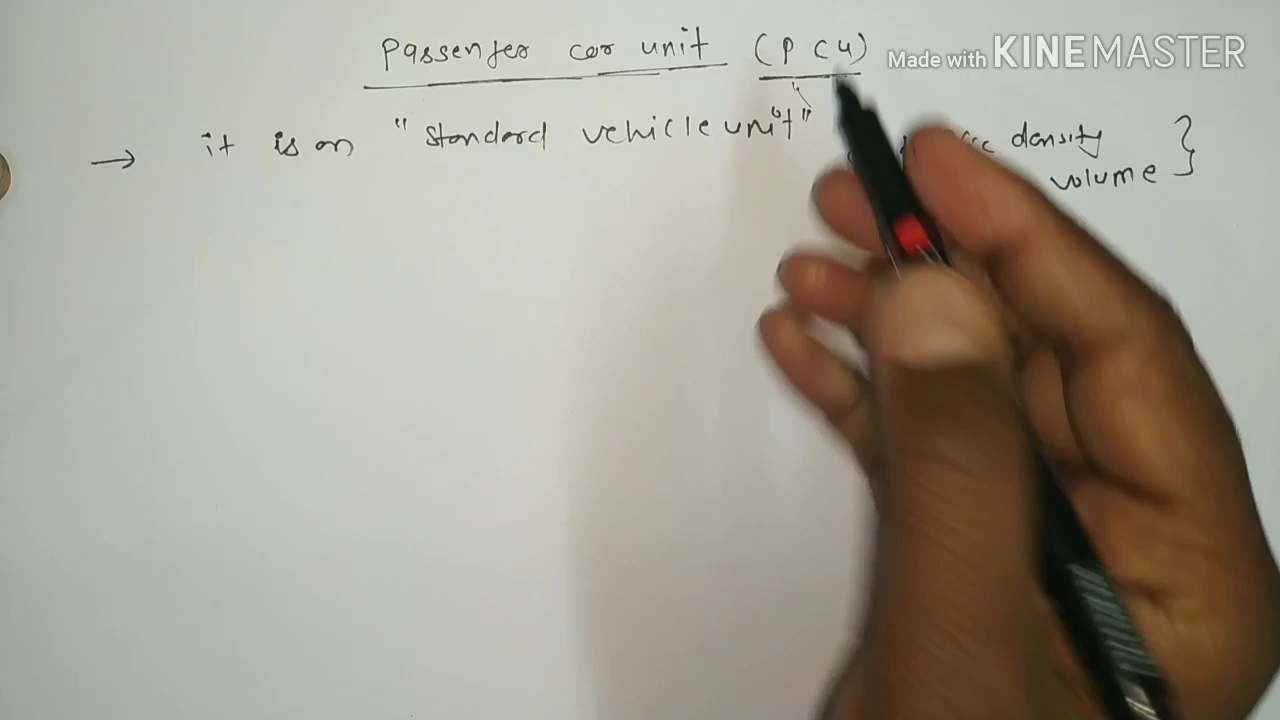 Passenger car unit (PCU)
Made with KINEMASTER
→ it is an "standard vehicle unit" density
volume }